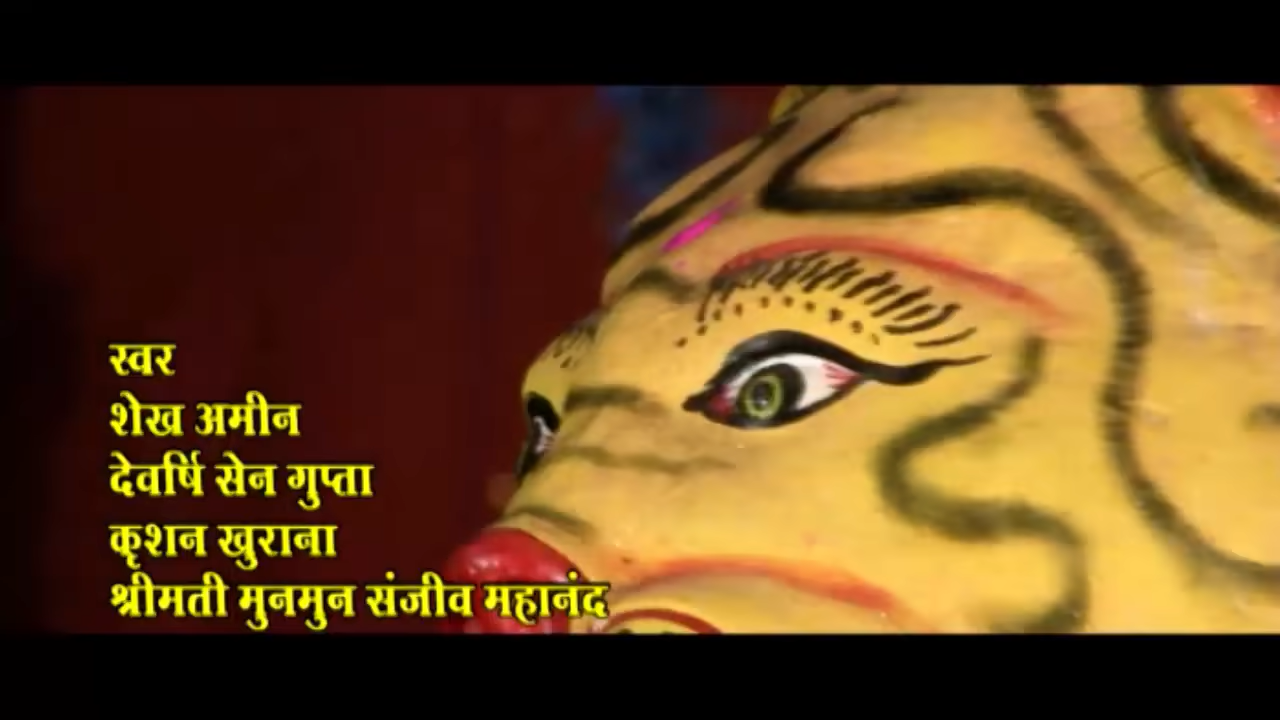 स्वर
शेख अमीन
देवर्षि सेन गुप्ता
कृशन खुराना
श्रीमती मुनमुन संजीव महानंद